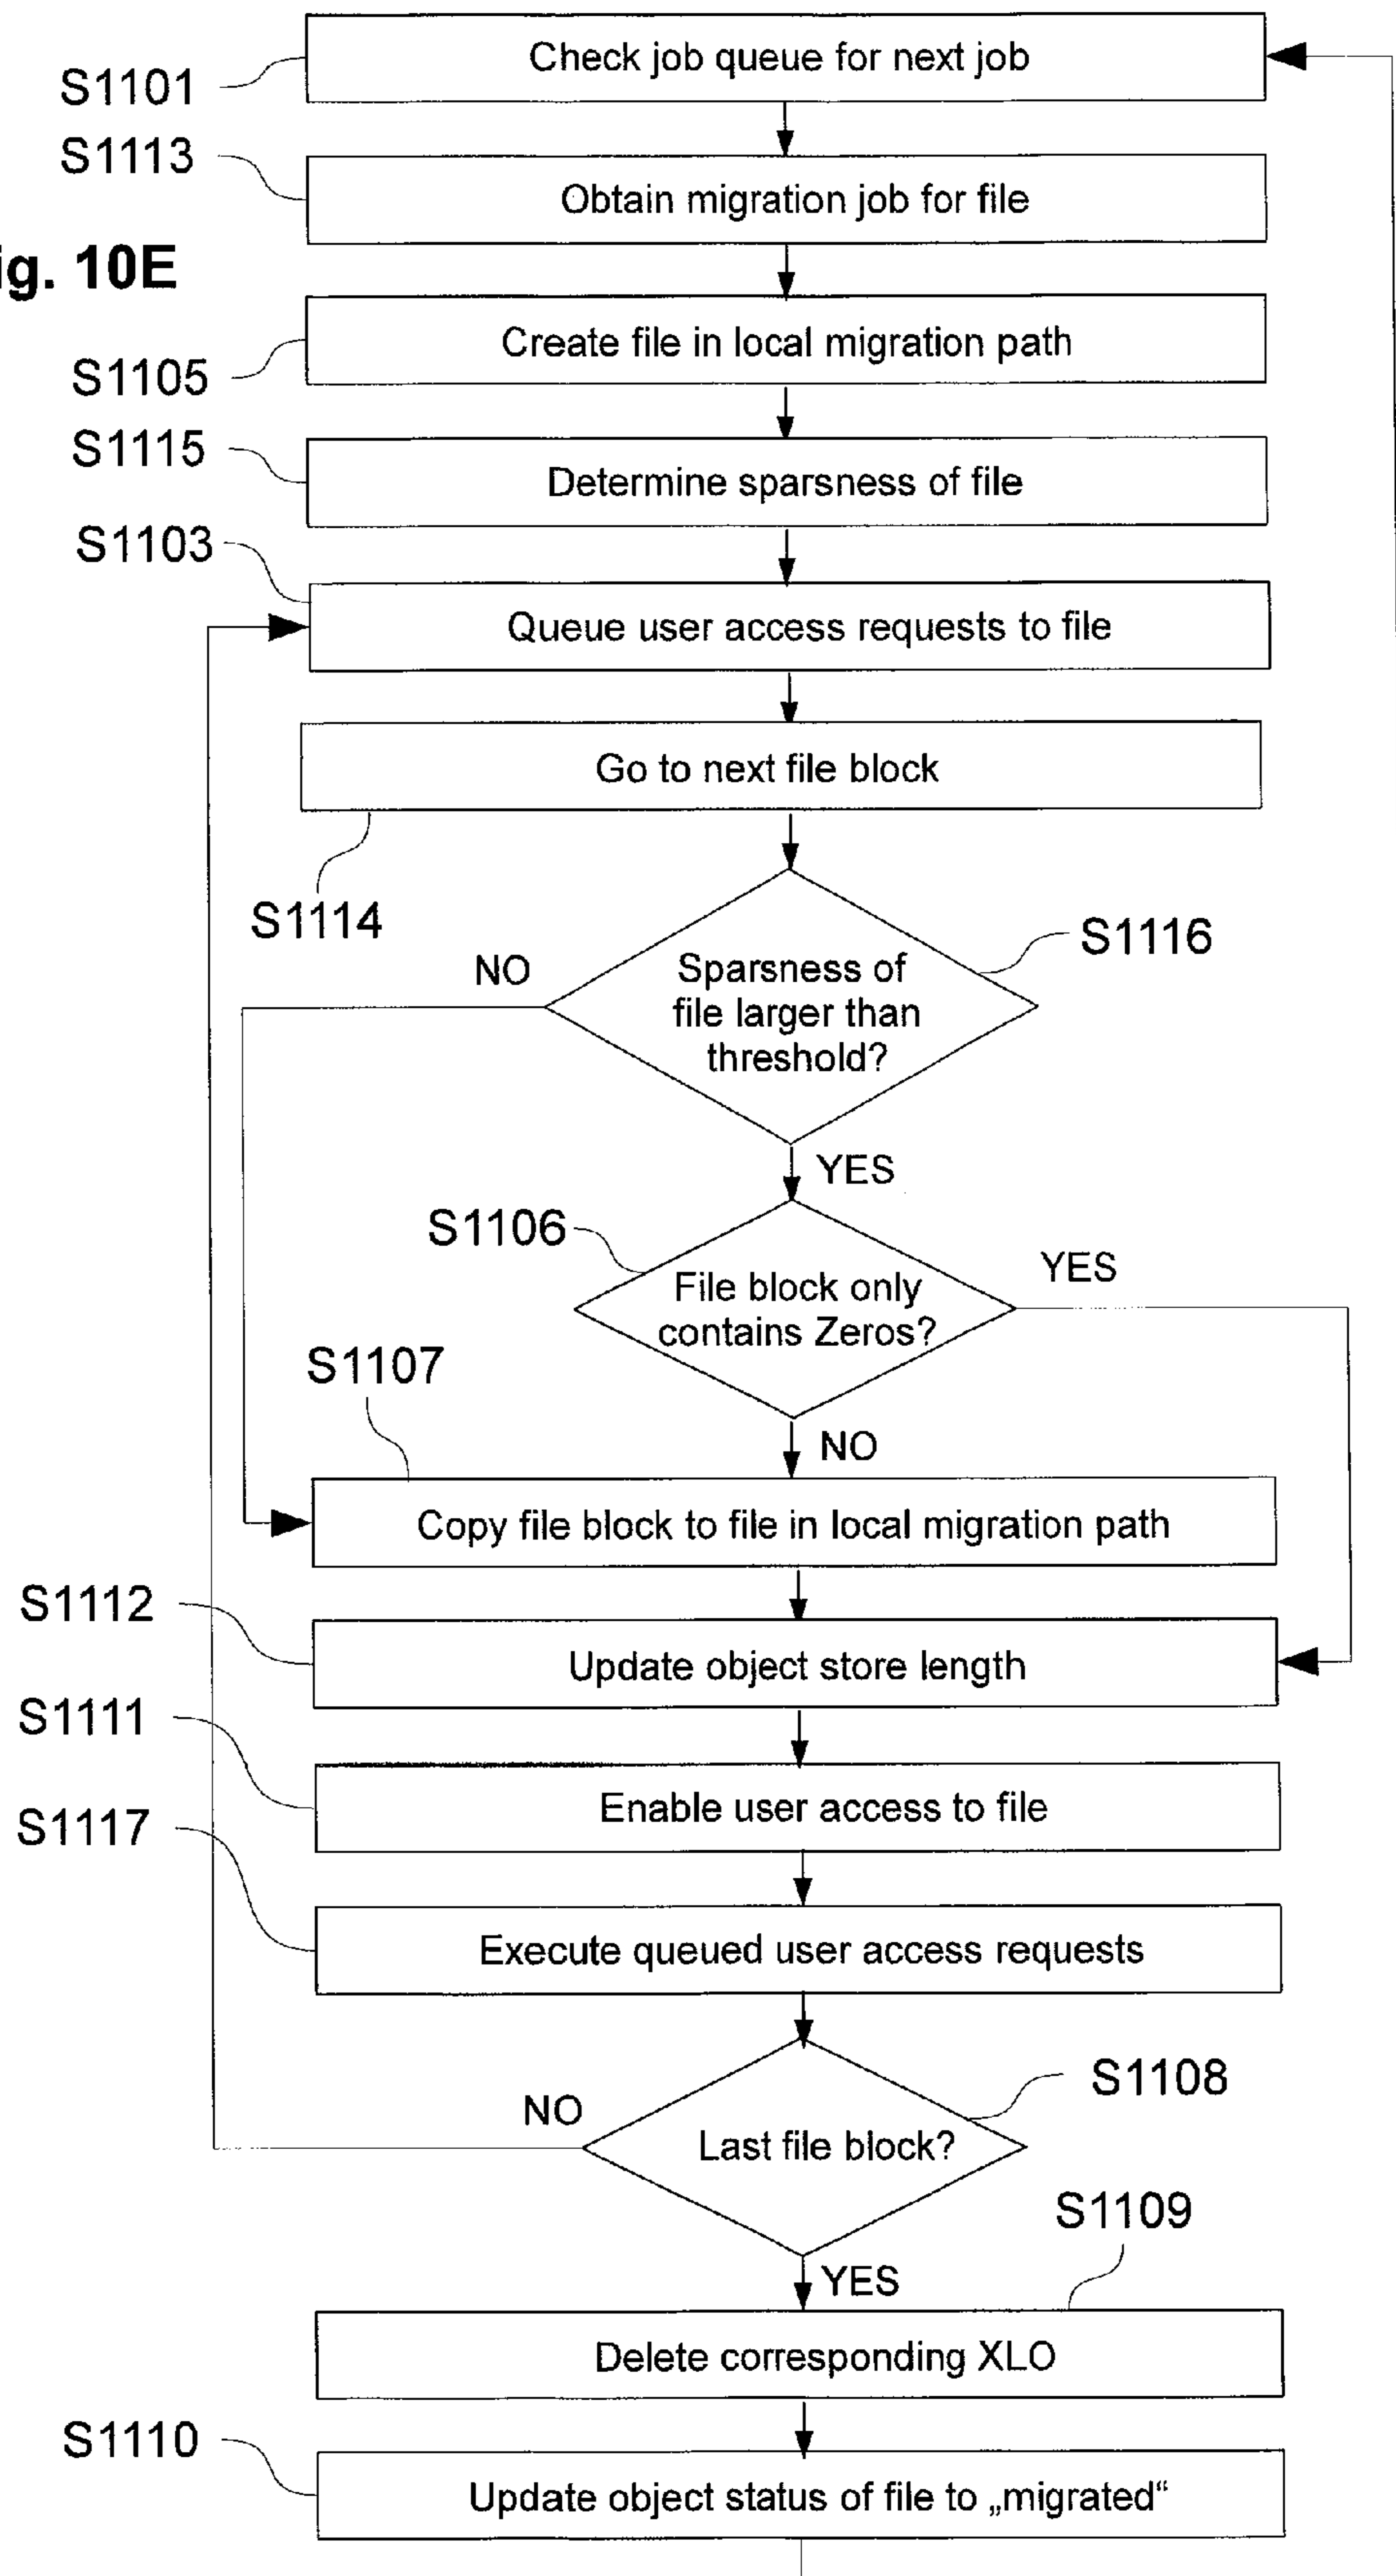 Check job queue for next job
S1101
S1113
Obtain migration job for file
ig. 10E
Create file in local migration path
S1105
S1115
Determine sparsness of file
S1103
Queue user access requests to file
Go to next file block
S1114
S1116
NO
Sparsness of
file larger than
threshold?
YES
S1106
YES
File block only
contains Zeros?
S1107
NO
Copy file block to file in local migration path
S1112
Update object store length
S1111
Enable user access to file
S1117
Execute queued user access requests
S1108
NO
Last file block?
S1109
YES
Delete corresponding XLO
S1110
Update object status of file to „migrated“